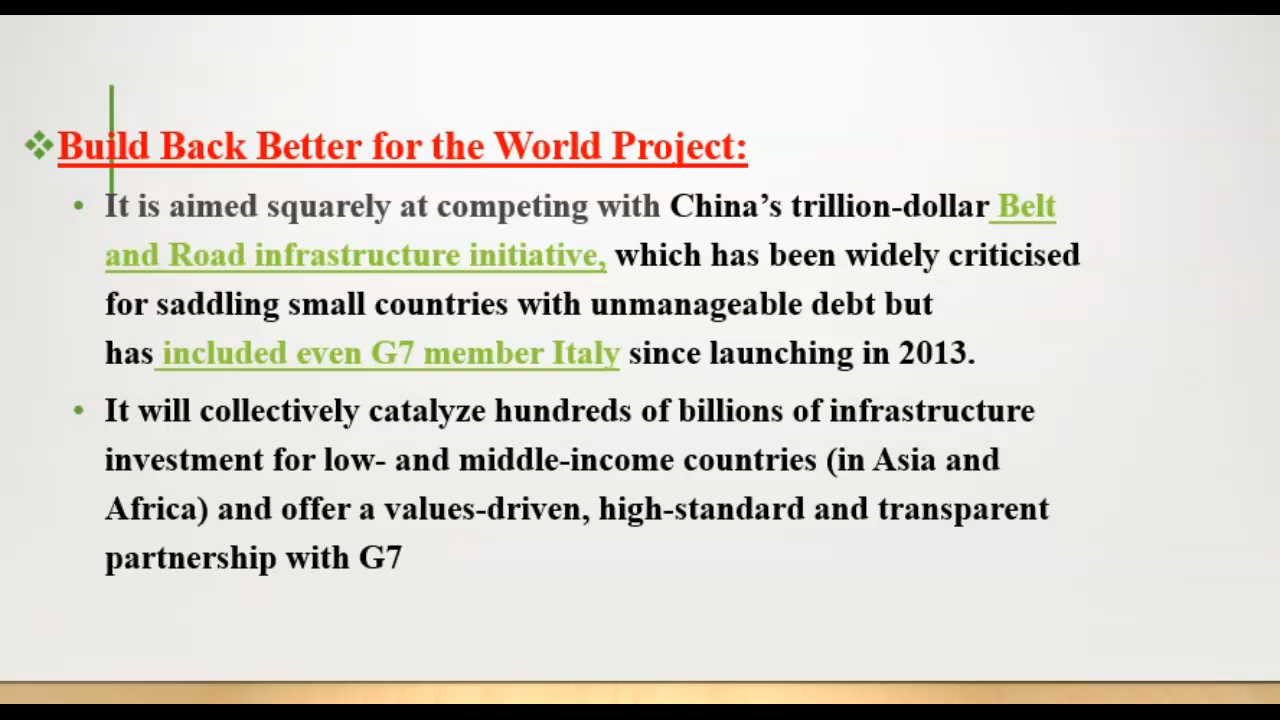 Build Back Better for the World Project:
It is aimed squarely at competing with China's trillion-dollar Belt
and Road infrastructure initiative, which has been widely criticised
for saddling small countries with unmanageable debt but
has included even G7 member Italy since launching in 2013.
It will collectively catalyze hundreds of billions of infrastructure
investment for low- and middle-income countries (in Asia and
Africa) and offer a values-driven, high-standard and transparent
partnership with G7